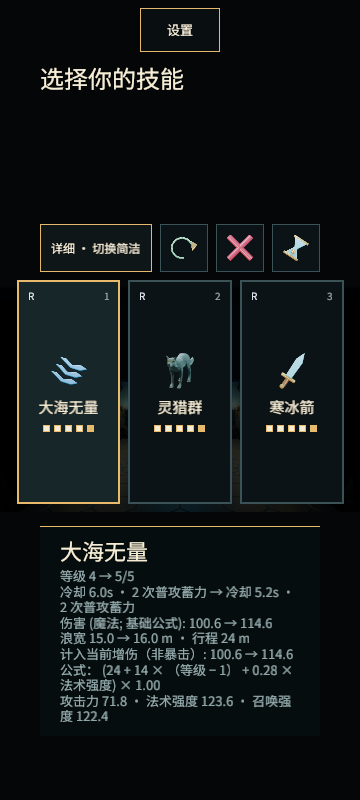 设置
选择你的技能
详细 · 切换简洁
R 1
R 2
R 3
大海无量
灵猎群
寒冰箭
大海无量
等级 4 → 5/5
冷却 6.0s · 2 次普攻蓄力 → 冷却 5.2s ·
2 次普攻蓄力
伤害 (魔法; 基础公式): 100.6 → 114.6
浪宽 15.0 → 16.0 m · 行程 24 m
计入当前增伤（非暴击）: 100.6 → 114.6
公式： (24 + 14 × （等级 − 1） + 0.28 ×
法术强度) × 1.00
攻击力 71.8 · 法术强度 123.6 · 召唤强
度 122.4